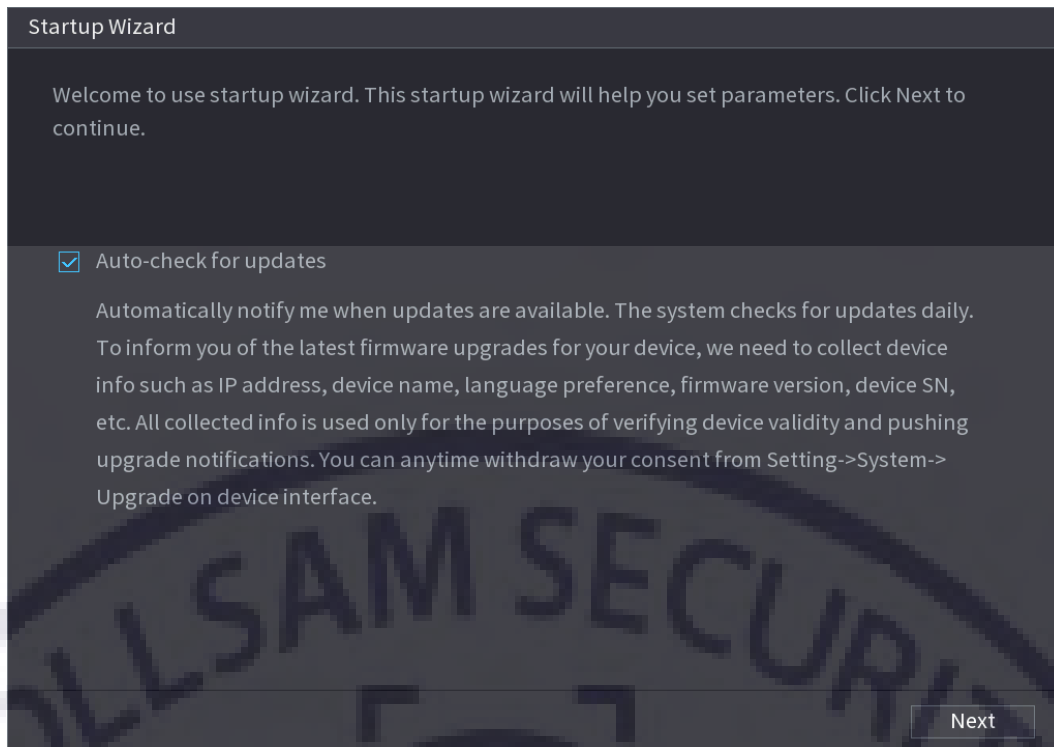 Startup Wizard
Welcome to use startup wizard. This startup wizard will help you set parameters. Click Next to
continue.
Auto-check for updates
Automatically notify me when updates are available. The system checks for updates daily.
To inform you of the latest firmware upgrades for your device, we need to collect device
info such as IP address, device name, language preference, firmware version, device SN,
etc. All collected info is used only for the purposes of verifying device validity and pushing
upgrade notifications. You can anytime withdraw your consent from Setting->System->
Upgrade on device interface.
OLLSAM SECURIT
Next